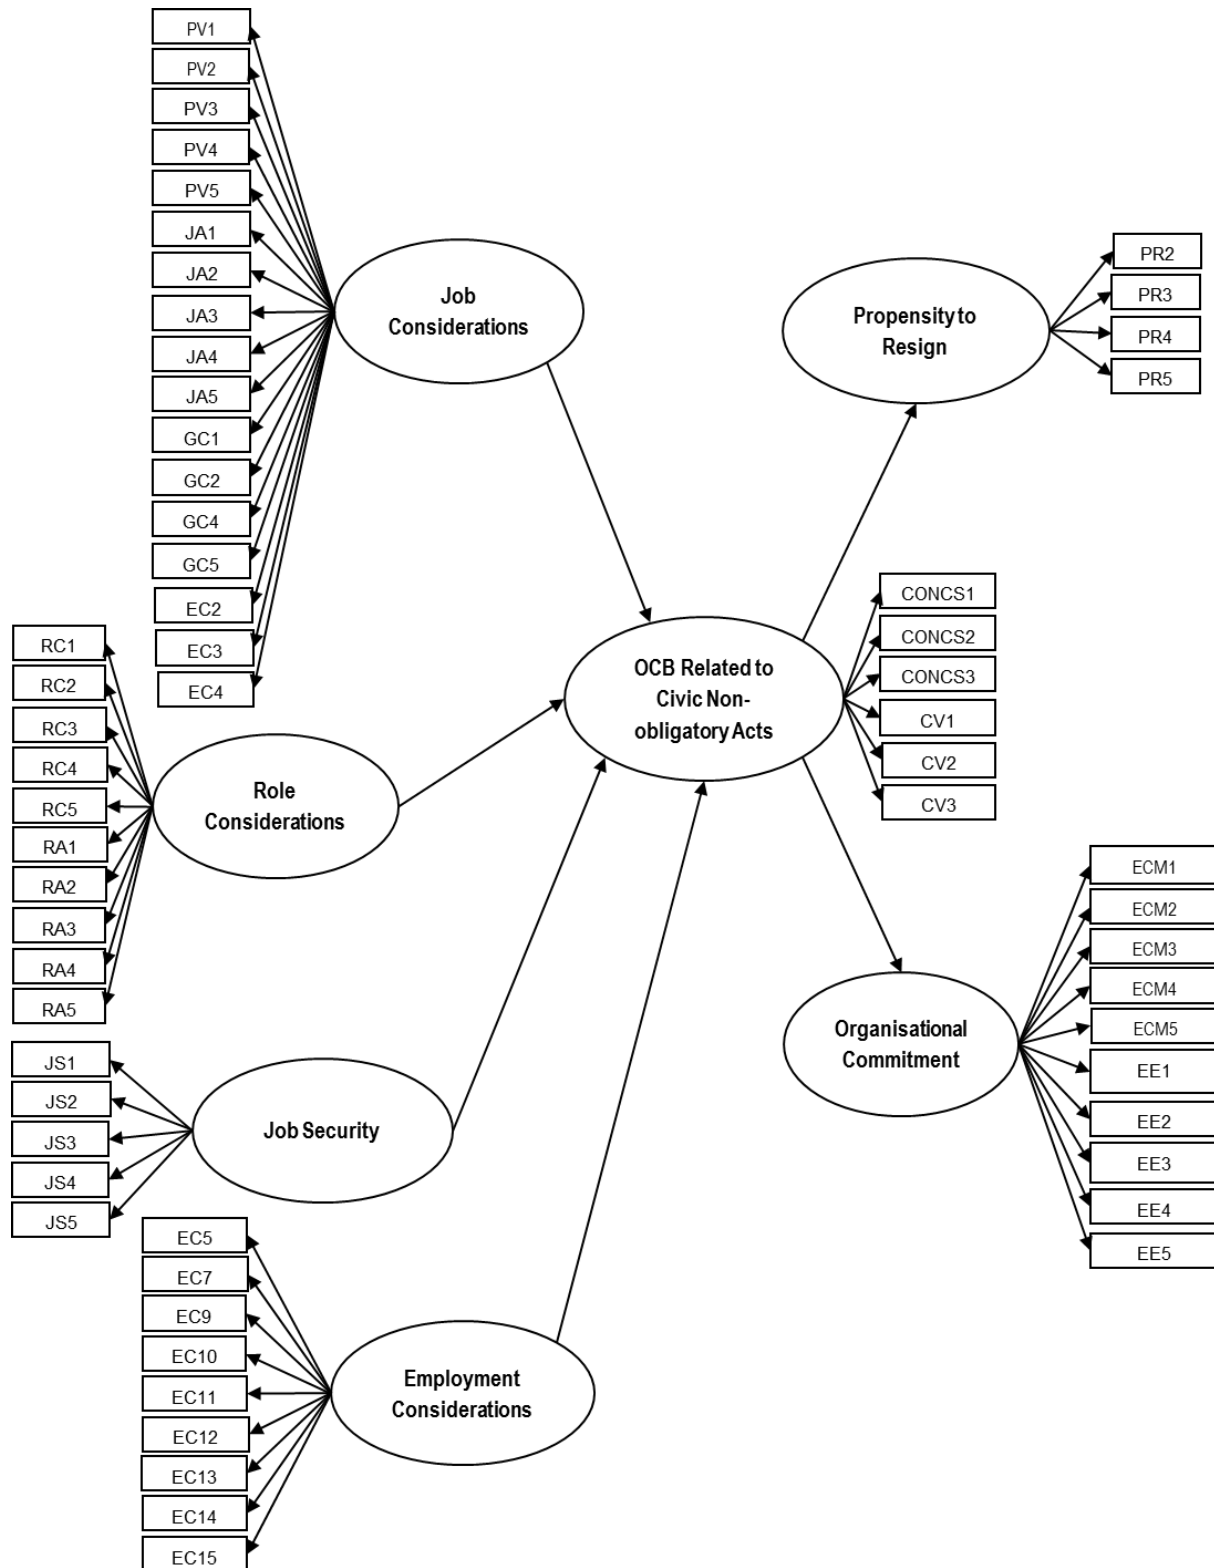 PV1
PV2
PV3
PV4
PV5
JA1
JA2
JA3
JA4
JA5
GC1
GC2
GC4
GC5
EC2
EC3
EC4
Job
Considerations
RC1
RC2
RC3
RC4
RC5
RA1
RA2
RA3
RA4
RA5
Role
Considerations
JS1
JS2
JS3
JS4
JS5
Job Security
EC5
EC7
EC9
EC10
EC11
EC12
EC13
EC14
EC15
Employment
Considerations
OCB Related to
Civic Non-
obligatory Acts
CONCS1
CONCS2
CONCS3
CV1
CV2
CV3
Propensity to
Resign
PR2
PR3
PR4
PR5
Organisational
Commitment
ECM1
ECM2
ECM3
ECM4
ECM5
EE1
EE2
EE3
EE4
EE5